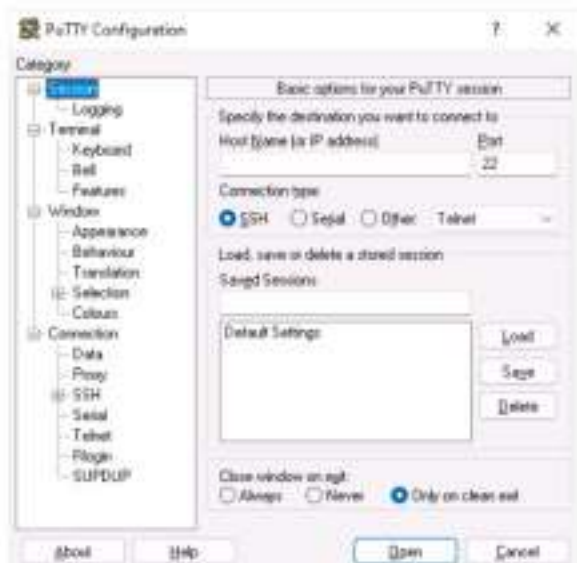 PuTTY Configuration
? ×
Category:
Session
Logging
Terminal
Keyboard
Bell
Features
Window
Appearance
Behaviour
Translation
Selection
Colours
Connection
Data
Proxy
SSH
Serial
Telnet
Rlogin
SUPDUP
Basic options for your PuTTY session
Specify the destination you want to connect to
Host Name (or IP address) Port
22
Connection type:
SSH Serial Other: Telnet
Load, save or delete a stored session
Saved Sessions
Default Settings
Load
Save
Delete
Close window on exit:
Always Never Only on clean exit
About Help Open Cancel